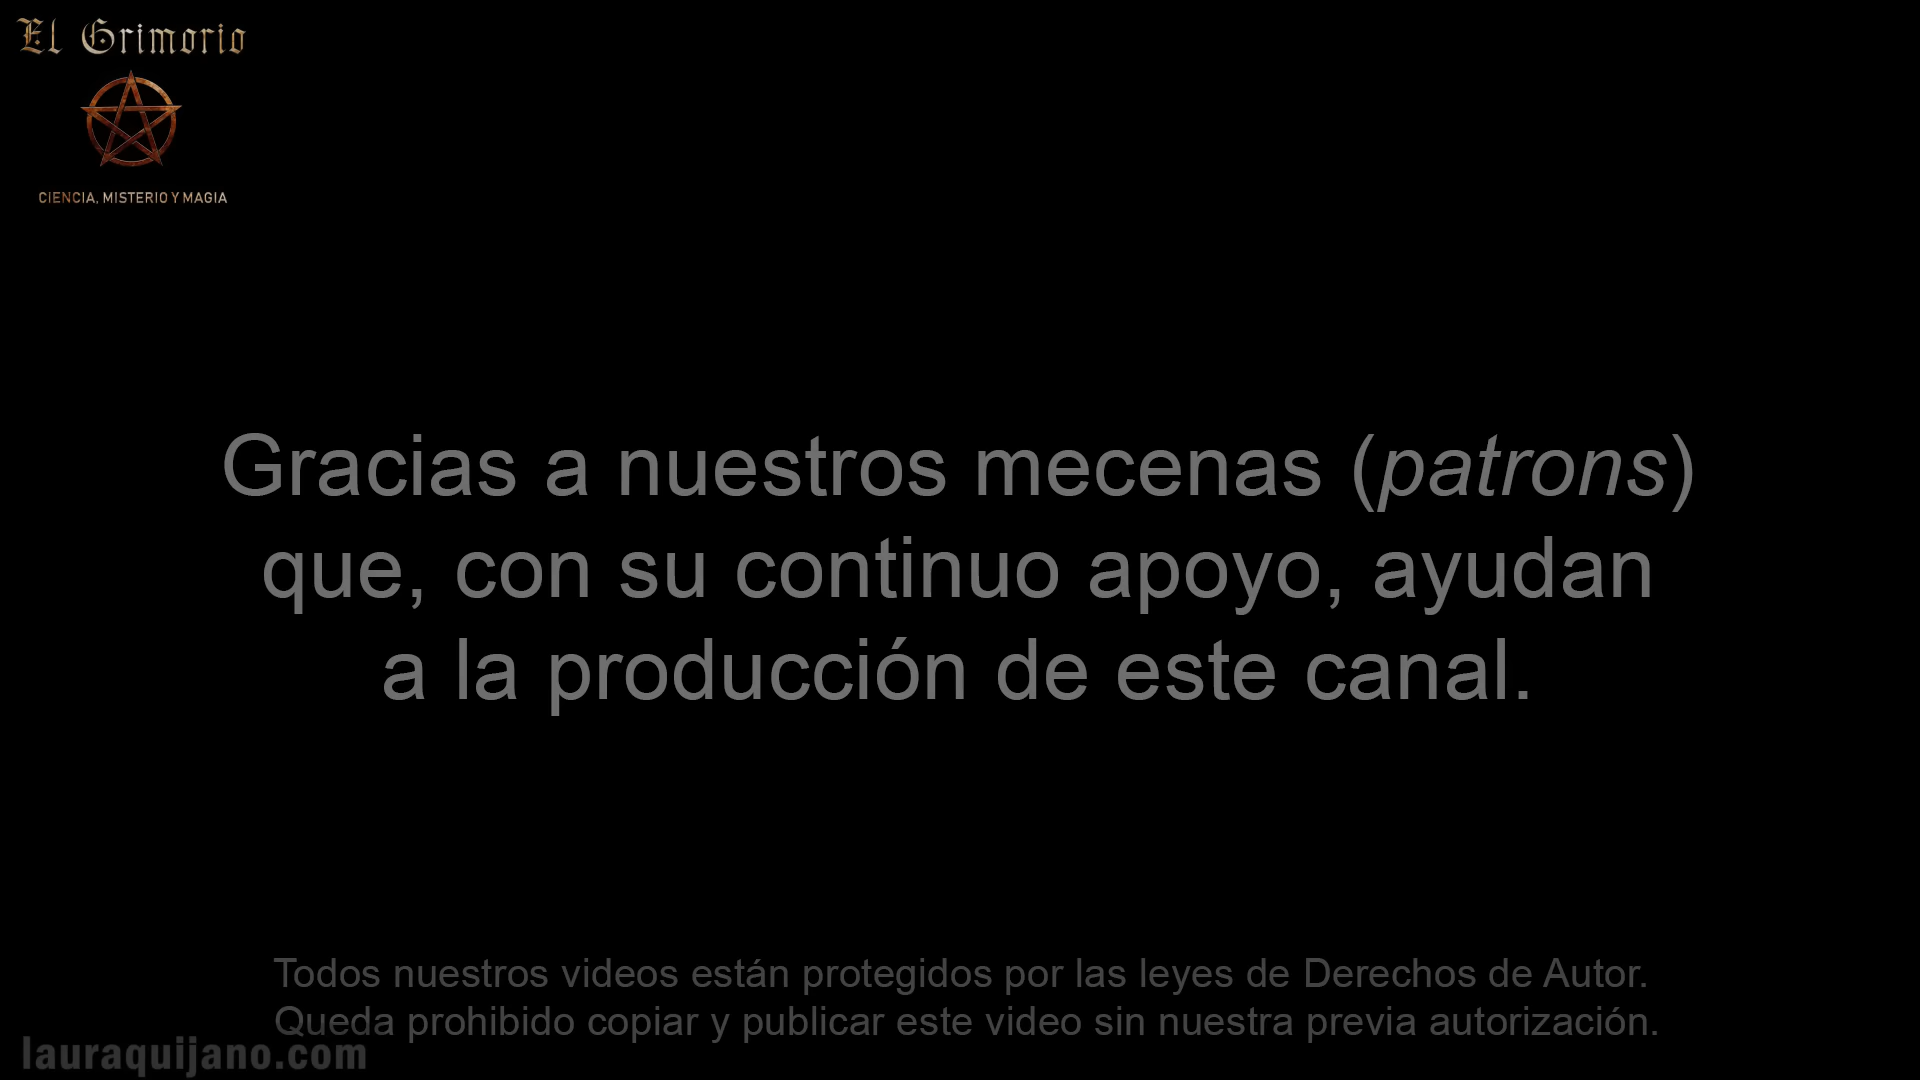 El Grimorio
CIENCIA, MISTERIO Y MAGIA
Gracias a nuestros mecenas (patrons)
que, con su continuo apoyo, ayudan
a la producción de este canal.
Todos nuestros videos están protegidos por las leyes de Derechos de Autor.
Queda prohibido copiar y publicar este video sin nuestra previa autorización.
lauraquijano.com